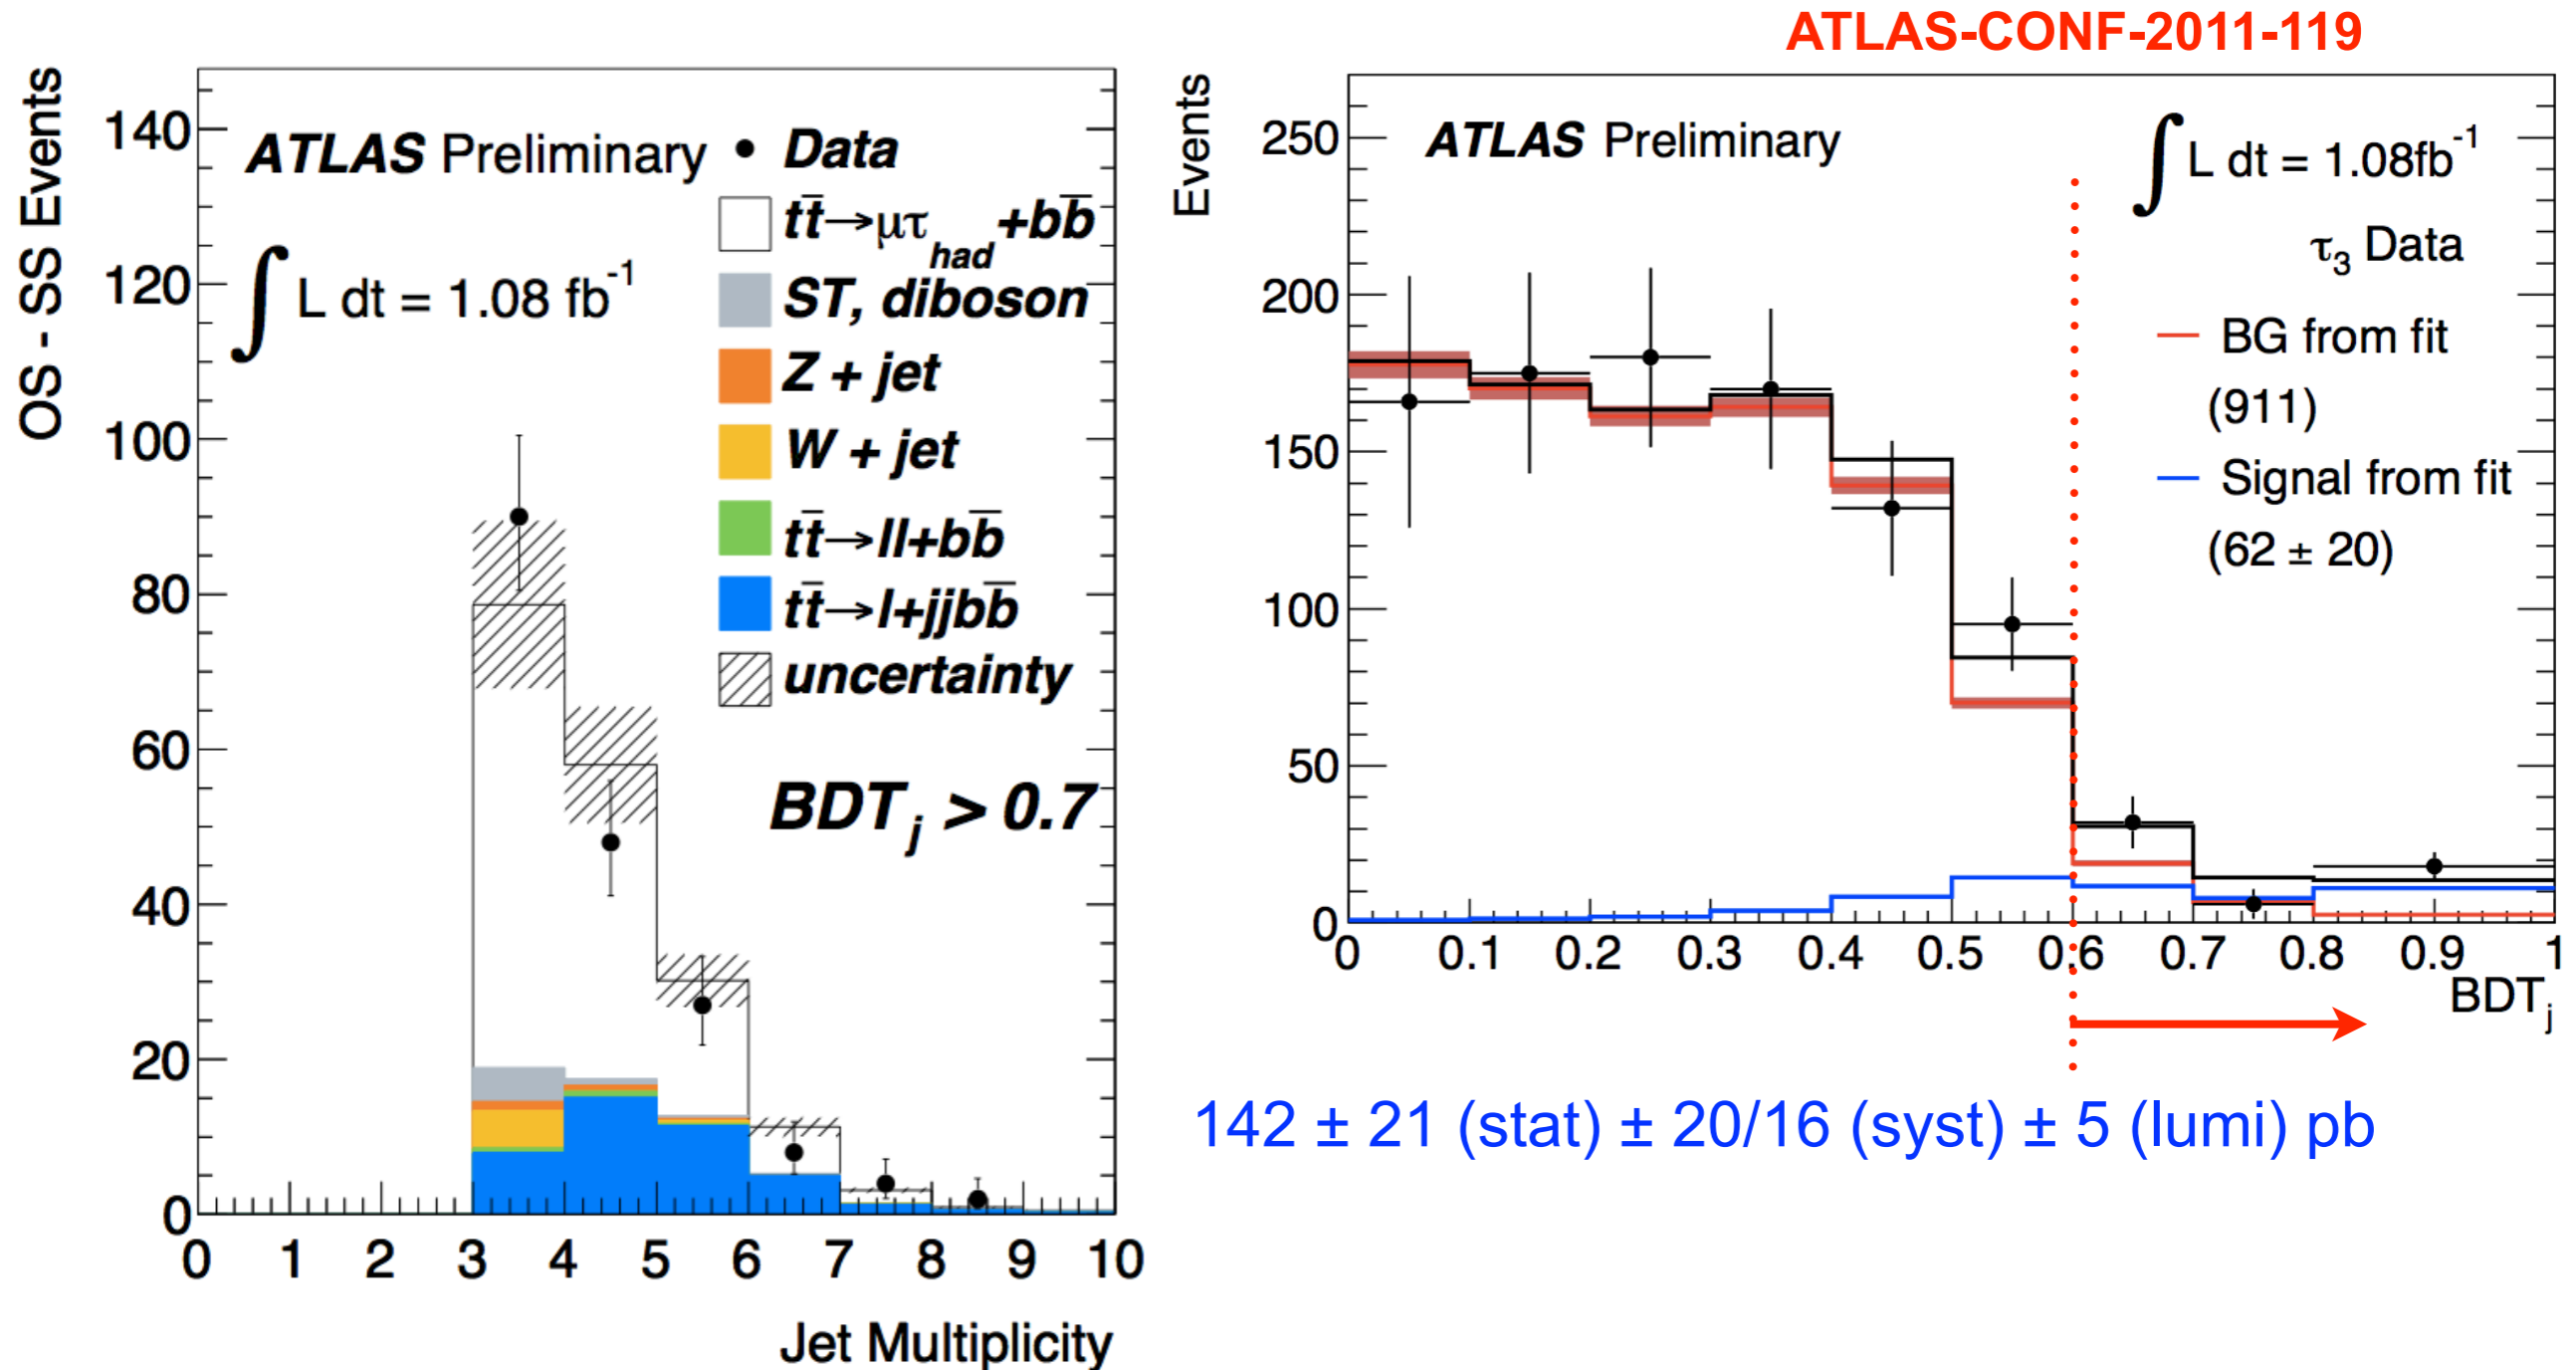 ATLAS-CONF-2011-119
OS - SS Events
140
120
100
80
60
40
20
0
ATLAS Preliminary
∫ L dt = 1.08 fb⁻¹
Data
tt̄→μτ_had+bb̄
ST, diboson
Z + jet
W + jet
tt̄→ll+bb̄
tt̄→l+jjbb̄
uncertainty
BDT_j > 0.7
0 1 2 3 4 5 6 7 8 9 10
Jet Multiplicity
Events
250
200
150
100
50
0
ATLAS Preliminary
∫ L dt = 1.08fb⁻¹
τ₃ Data
BG from fit
(911)
Signal from fit
(62 ± 20)
0 0.1 0.2 0.3 0.4 0.5 0.6 0.7 0.8 0.9 1
BDT_j
142 ± 21 (stat) ± 20/16 (syst) ± 5 (lumi) pb